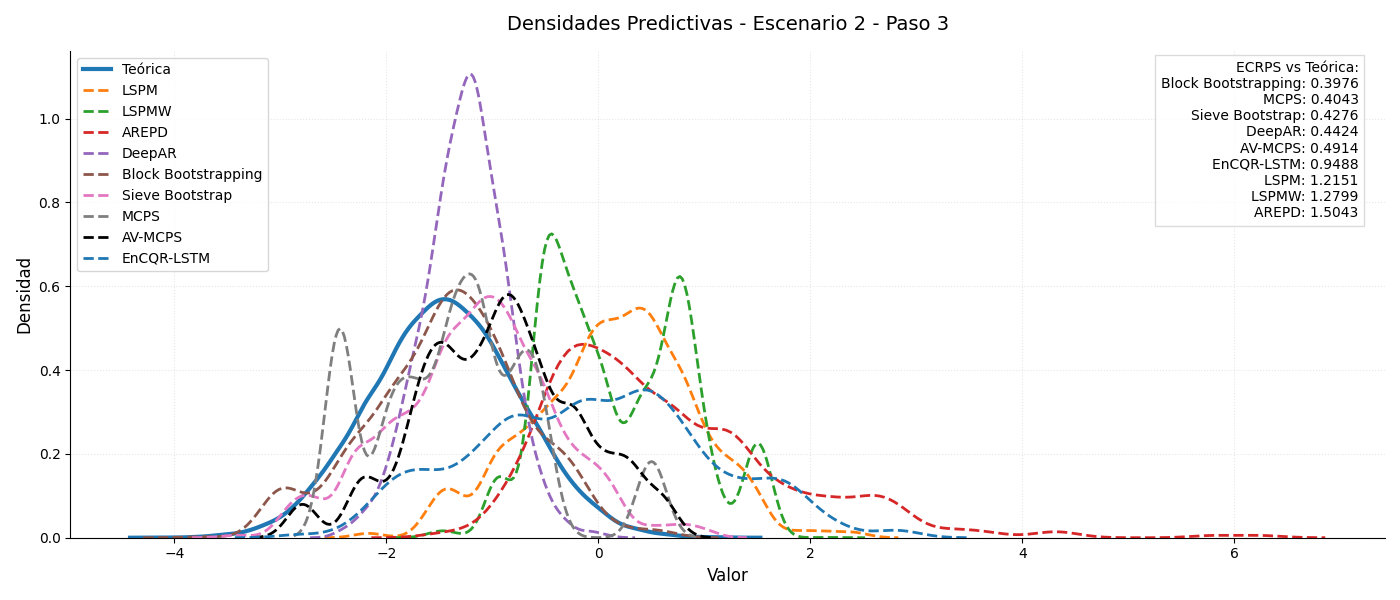 Densidades Predictivas - Escenario 2 - Paso 3
Teórica
LSPM
LSPMW
AREPD
DeepAR
Block Bootstrapping
Sieve Bootstrap
MCPS
AV-MCPS
EnCQR-LSTM
ECRPS vs Teórica:
Block Bootstrapping: 0.3976
MCPS: 0.4043
Sieve Bootstrap: 0.4276
DeepAR: 0.4424
AV-MCPS: 0.4914
EnCQR-LSTM: 0.9488
LSPM: 1.2151
LSPMW: 1.2799
AREPD: 1.5043
Densidad
1.0
0.8
0.6
0.4
0.2
0.0
−4
−2
0
2
4
6
Valor